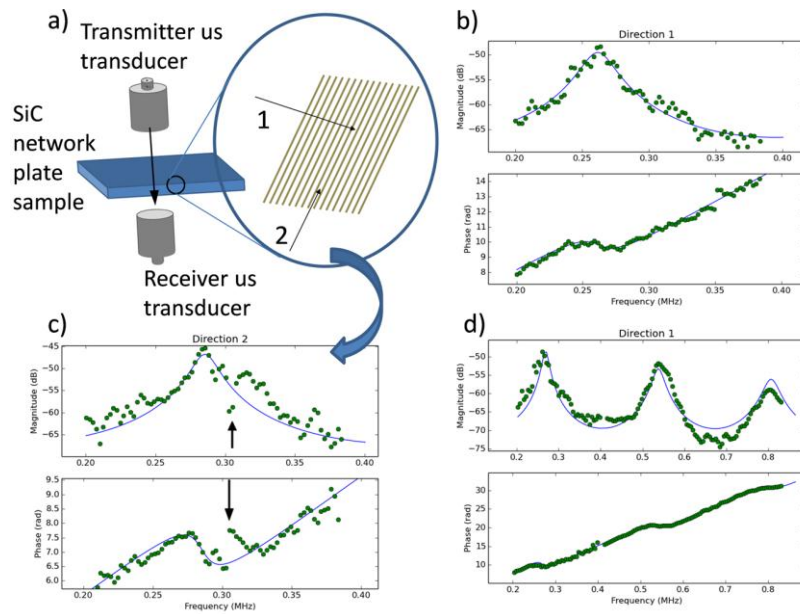 a)
Transmitter us
transducer
SiC
network
plate
sample
1
2
Receiver us
transducer
b)
Direction 1
Magnitude (dB)
−50
−55
−60
−65
0.20 0.25 0.30 0.35 0.40
Phase (rad)
14
13
12
11
10
9
8
0.20 0.25 0.30 0.35 0.40
Frequency (MHz)
c)
Direction 2
Magnitude (dB)
−45
−50
−55
−60
−65
0.20 0.25 0.30 0.35 0.40
Phase (rad)
9.5
9.0
8.5
8.0
7.5
7.0
6.5
6.0
0.20 0.25 0.30 0.35 0.40
Frequency (MHz)
d)
Direction 1
Magnitude (dB)
−50
−55
−60
−65
−70
−75
0.2 0.3 0.4 0.5 0.6 0.7 0.8
Phase (rad)
30
25
20
15
10
0.2 0.3 0.4 0.5 0.6 0.7 0.8
Frequency (MHz)